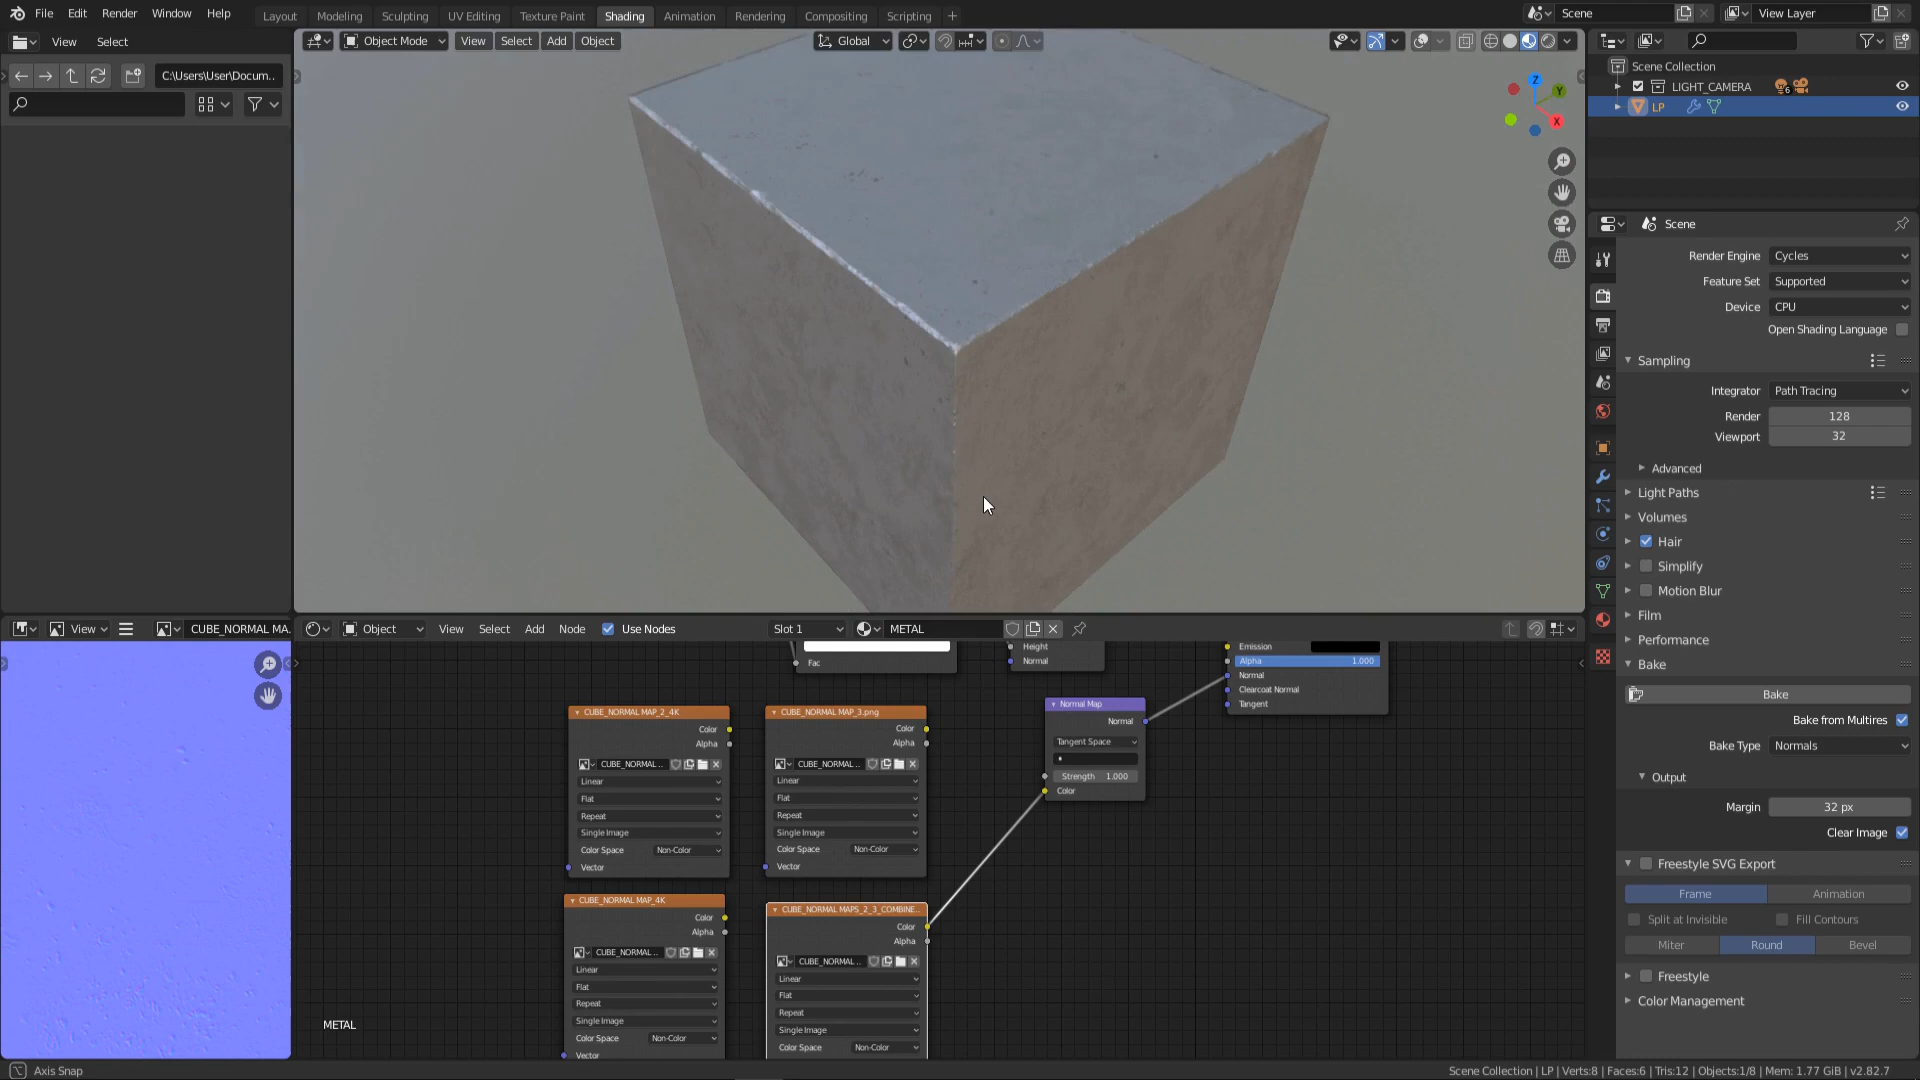 File Edit Render Window Help Layout Modeling Sculpting UV Editing Texture Paint Shading Animation Rendering Compositing Scripting + Scene View Layer
View Select Object Mode View Select Add Object Global
C:\Users\User\Docum..
Z
Y
X
Scene Collection
LIGHT_CAMERA 6
LP
Scene
Render Engine Cycles
Feature Set Supported
Device CPU
Open Shading Language
Sampling
Integrator Path Tracing
Render 128
Viewport 32
Advanced
Light Paths
Volumes
Hair
Simplify
Motion Blur
Film
Performance
Bake
Bake
Bake from Multires
Bake Type Normals
Output
Margin 32 px
Clear Image
Freestyle SVG Export
Frame Animation
Split at Invisible Fill Contours
Miter Round Bevel
Freestyle
Color Management
View CUBE_NORMAL MA. Object View Select Add Node Use Nodes Slot 1 METAL
Fac
Height
Normal
Emission
Alpha 1.000
Normal
Clearcoat Normal
Tangent
Normal Map
Normal
Tangent Space
Strength 1.000
Color
CUBE_NORMAL MAP_2_4K
Color
Alpha
CUBE_NORMAL ..
Linear
Flat
Repeat
Single Image
Color Space Non-Color
Vector
CUBE_NORMAL MAP_3.png
Color
Alpha
CUBE_NORMAL ..
Linear
Flat
Repeat
Single Image
Color Space Non-Color
Vector
CUBE_NORMAL MAP_4K
Color
Alpha
CUBE_NORMAL..
Linear
Flat
Repeat
Single Image
Color Space Non-Color
Vector
CUBE_NORMAL MAPS_2_3_COMBINE...
Color
Alpha
CUBE_NORMAL ..
Linear
Flat
Repeat
Single Image
Color Space Non-Color
METAL
Axis Snap
Scene Collection | LP | Verts:8 | Faces:6 | Tris:12 | Objects:1/8 | Mem: 1.77 GiB | v2.82.7